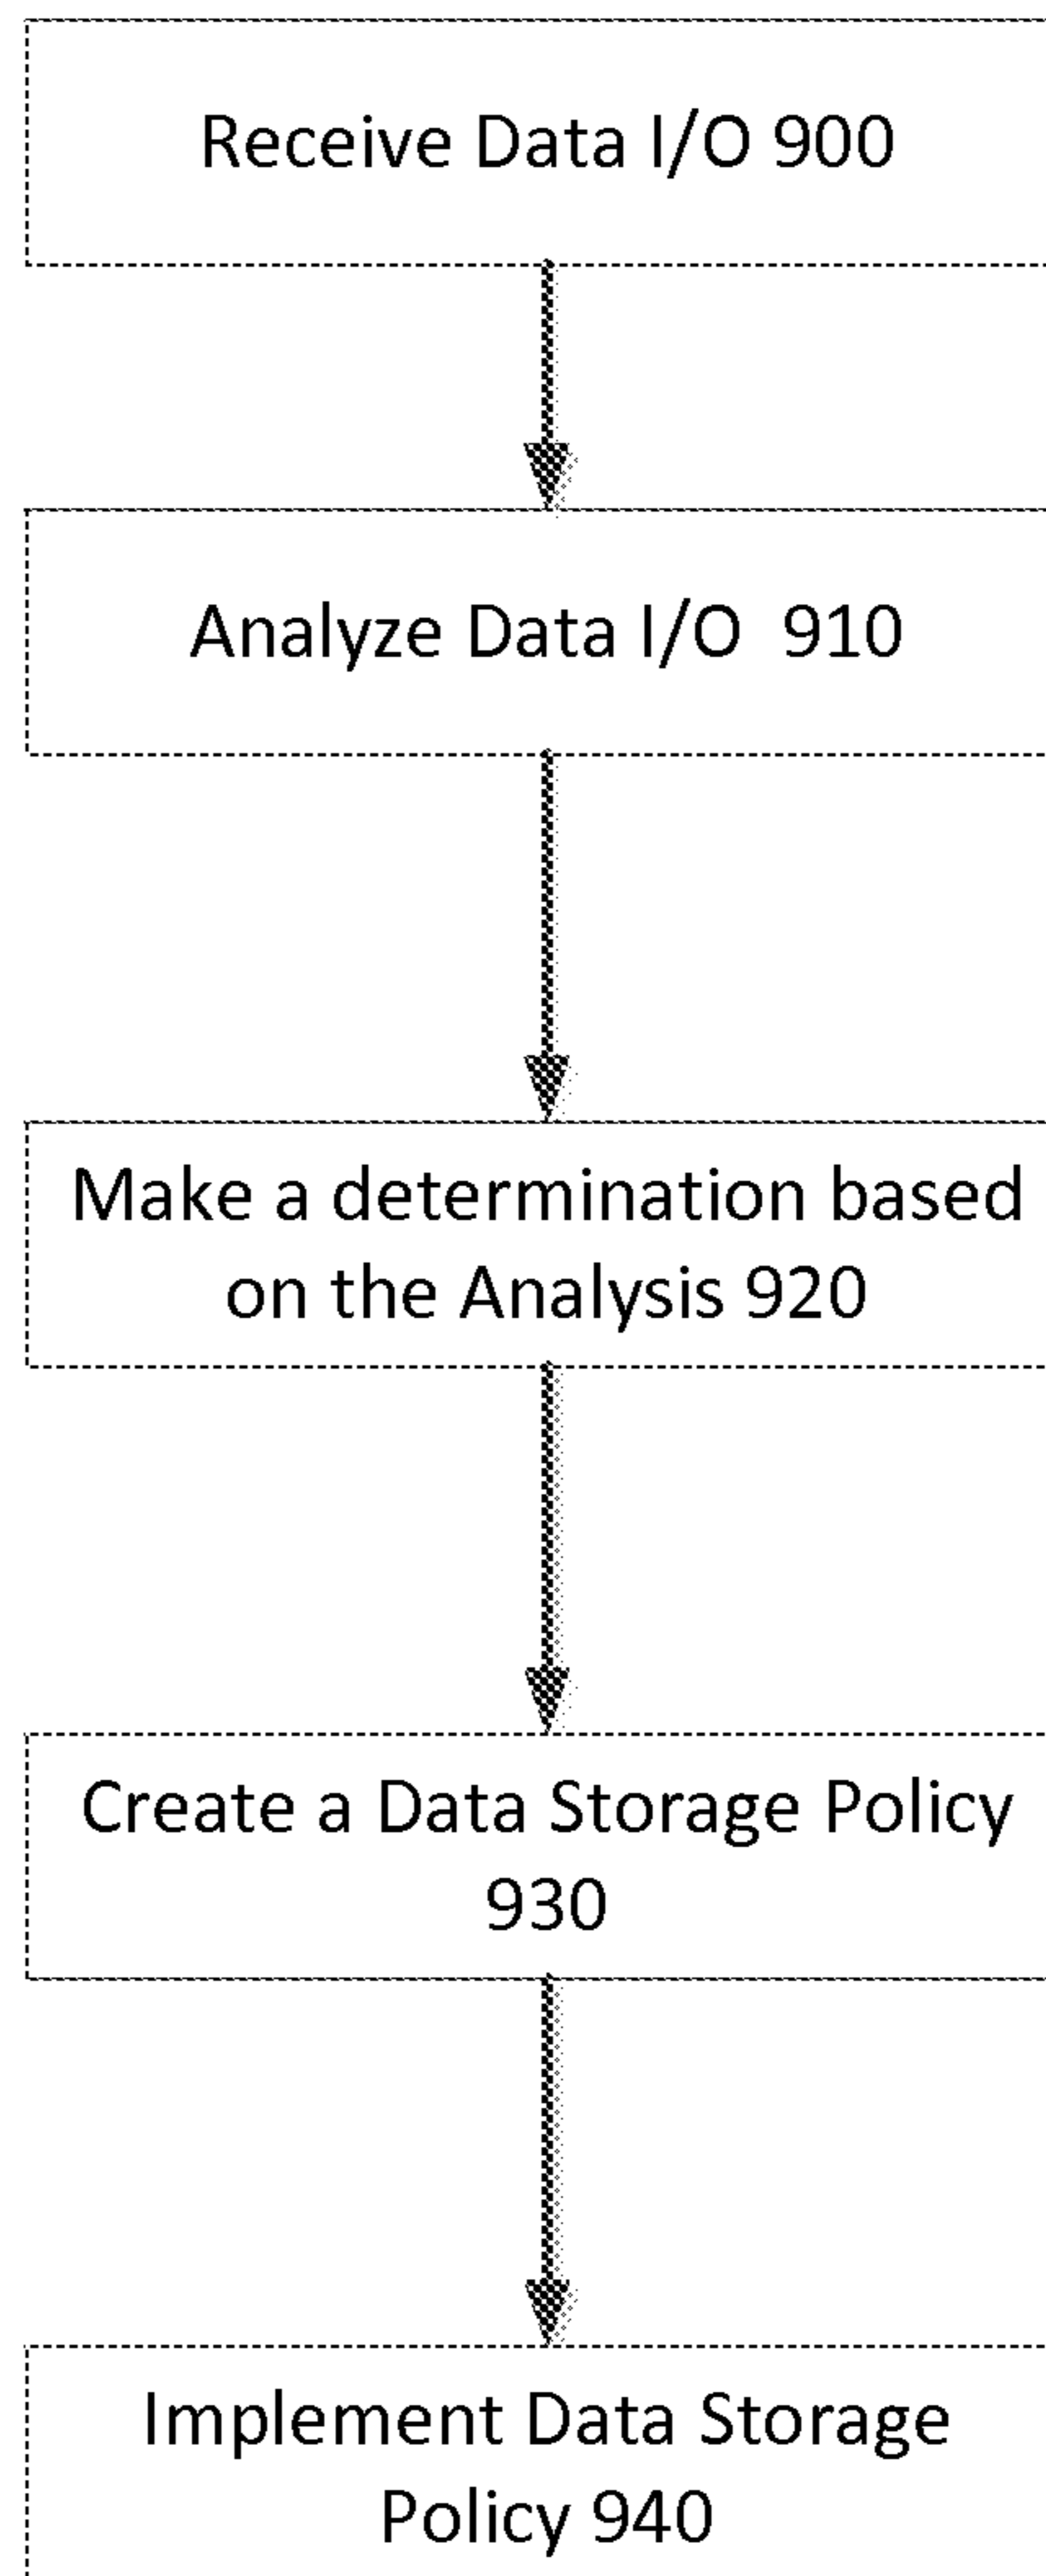 Receive Data I/O 900
Analyze Data I/O 910
Make a determination based
on the Analysis 920
Create a Data Storage Policy
930
Implement Data Storage
Policy 940